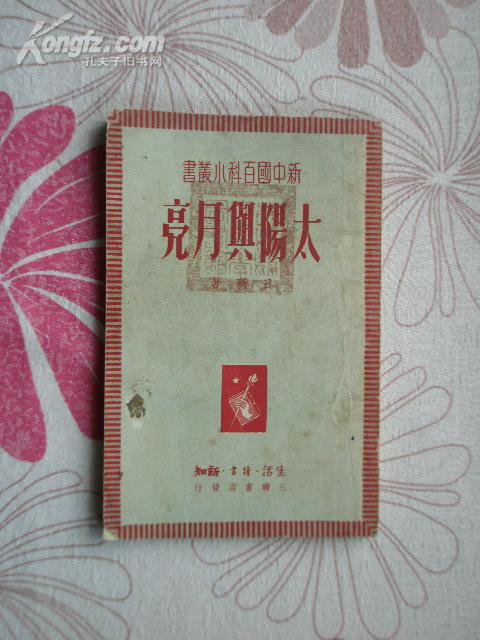 Kongfz.com
孔夫子旧书网
新中國百科小叢書
太陽與月亮
著
生活·讀書·新知
三聯書店發行